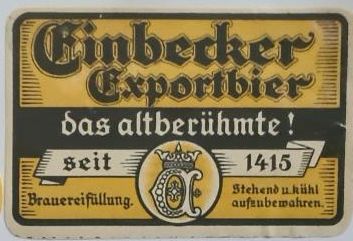 Einbecker
Exportbier
das altberühmte!
seit 1415
Brauereifüllung.
Stehend u. kühl
aufzubewahren.